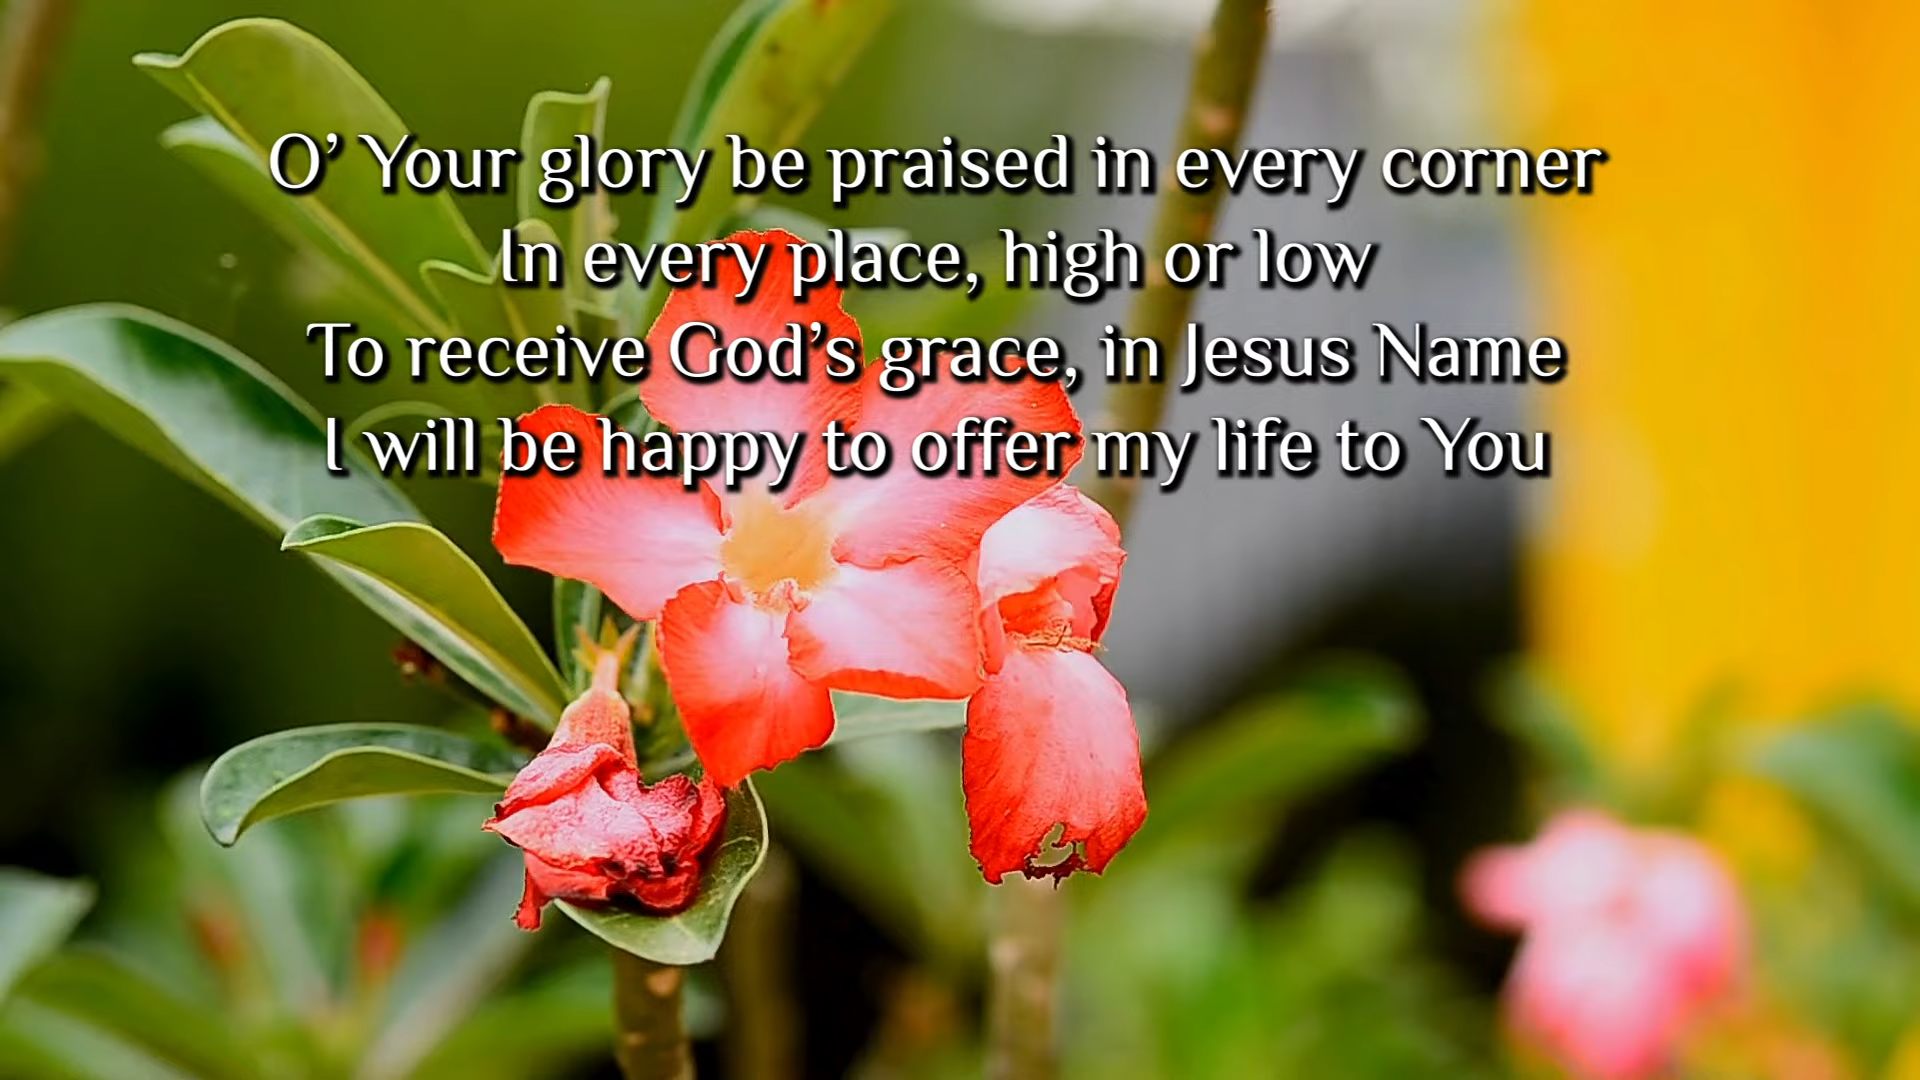 O’ Your glory be praised in every corner
In every place, high or low
To receive God’s grace, in Jesus Name
I will be happy to offer my life to You